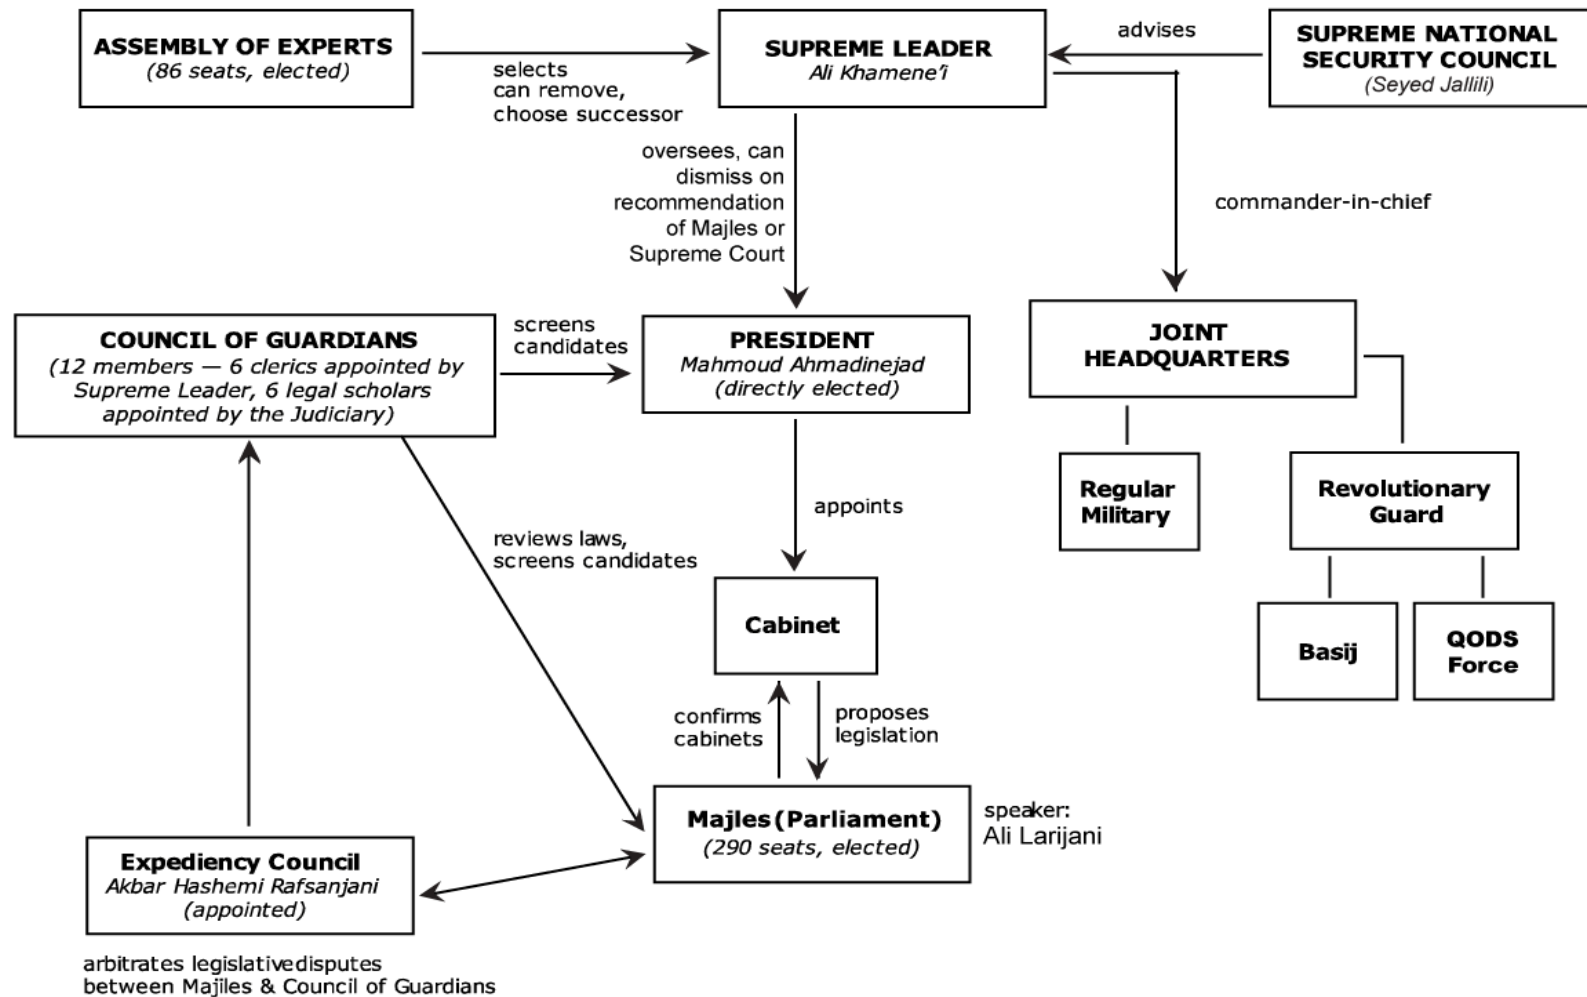 ASSEMBLY OF EXPERTS
(86 seats, elected)
selects
can remove,
choose successor
SUPREME LEADER
Ali Khamene'i
advises
SUPREME NATIONAL
SECURITY COUNCIL
(Seyed Jallili)
oversees, can
dismiss on
recommendation
of Majles or
Supreme Court
commander-in-chief
COUNCIL OF GUARDIANS
(12 members — 6 clerics appointed by
Supreme Leader, 6 legal scholars
appointed by the Judiciary)
screens
candidates
PRESIDENT
Mahmoud Ahmadinejad
(directly elected)
JOINT
HEADQUARTERS
Regular
Military
Revolutionary
Guard
appoints
reviews laws,
screens candidates
Cabinet
Basij
QODS
Force
confirms
cabinets
proposes
legislation
Majles (Parliament)
(290 seats, elected)
speaker:
Ali Larijani
Expediency Council
Akbar Hashemi Rafsanjani
(appointed)
arbitrates legislativedisputes
between Majiles & Council of Guardians